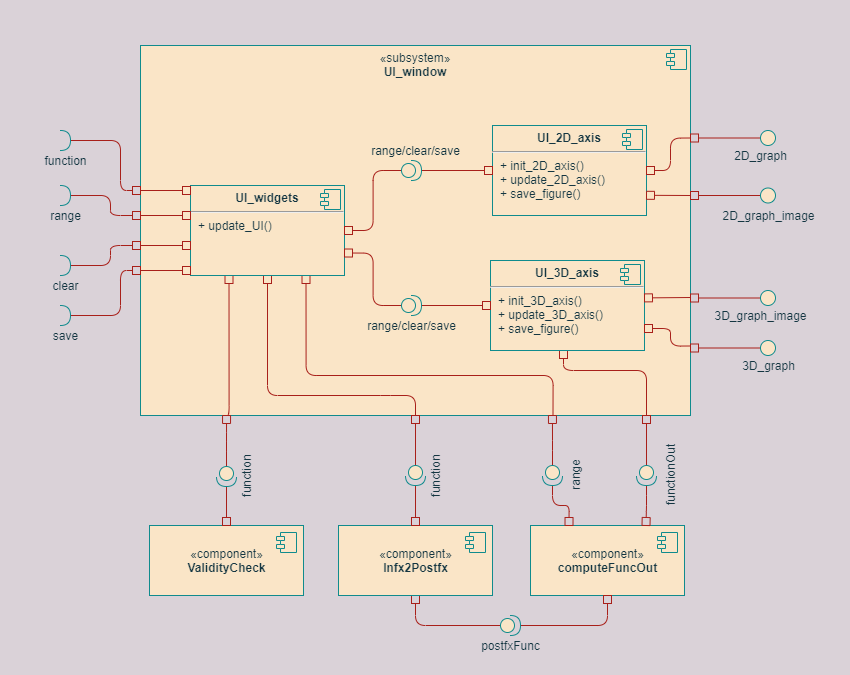 «subsystem»
UI_window
function
range
clear
save
UI_widgets
+ update_UI()
range/clear/save
range/clear/save
UI_2D_axis
+ init_2D_axis()
+ update_2D_axis()
+ save_figure()
UI_3D_axis
+ init_3D_axis()
+ update_3D_axis()
+ save_figure()
2D_graph
2D_graph_image
3D_graph_image
3D_graph
function
function
range
functionOut
«component»
ValidityCheck
«component»
Infx2Postfx
«component»
computeFuncOut
postfxFunc